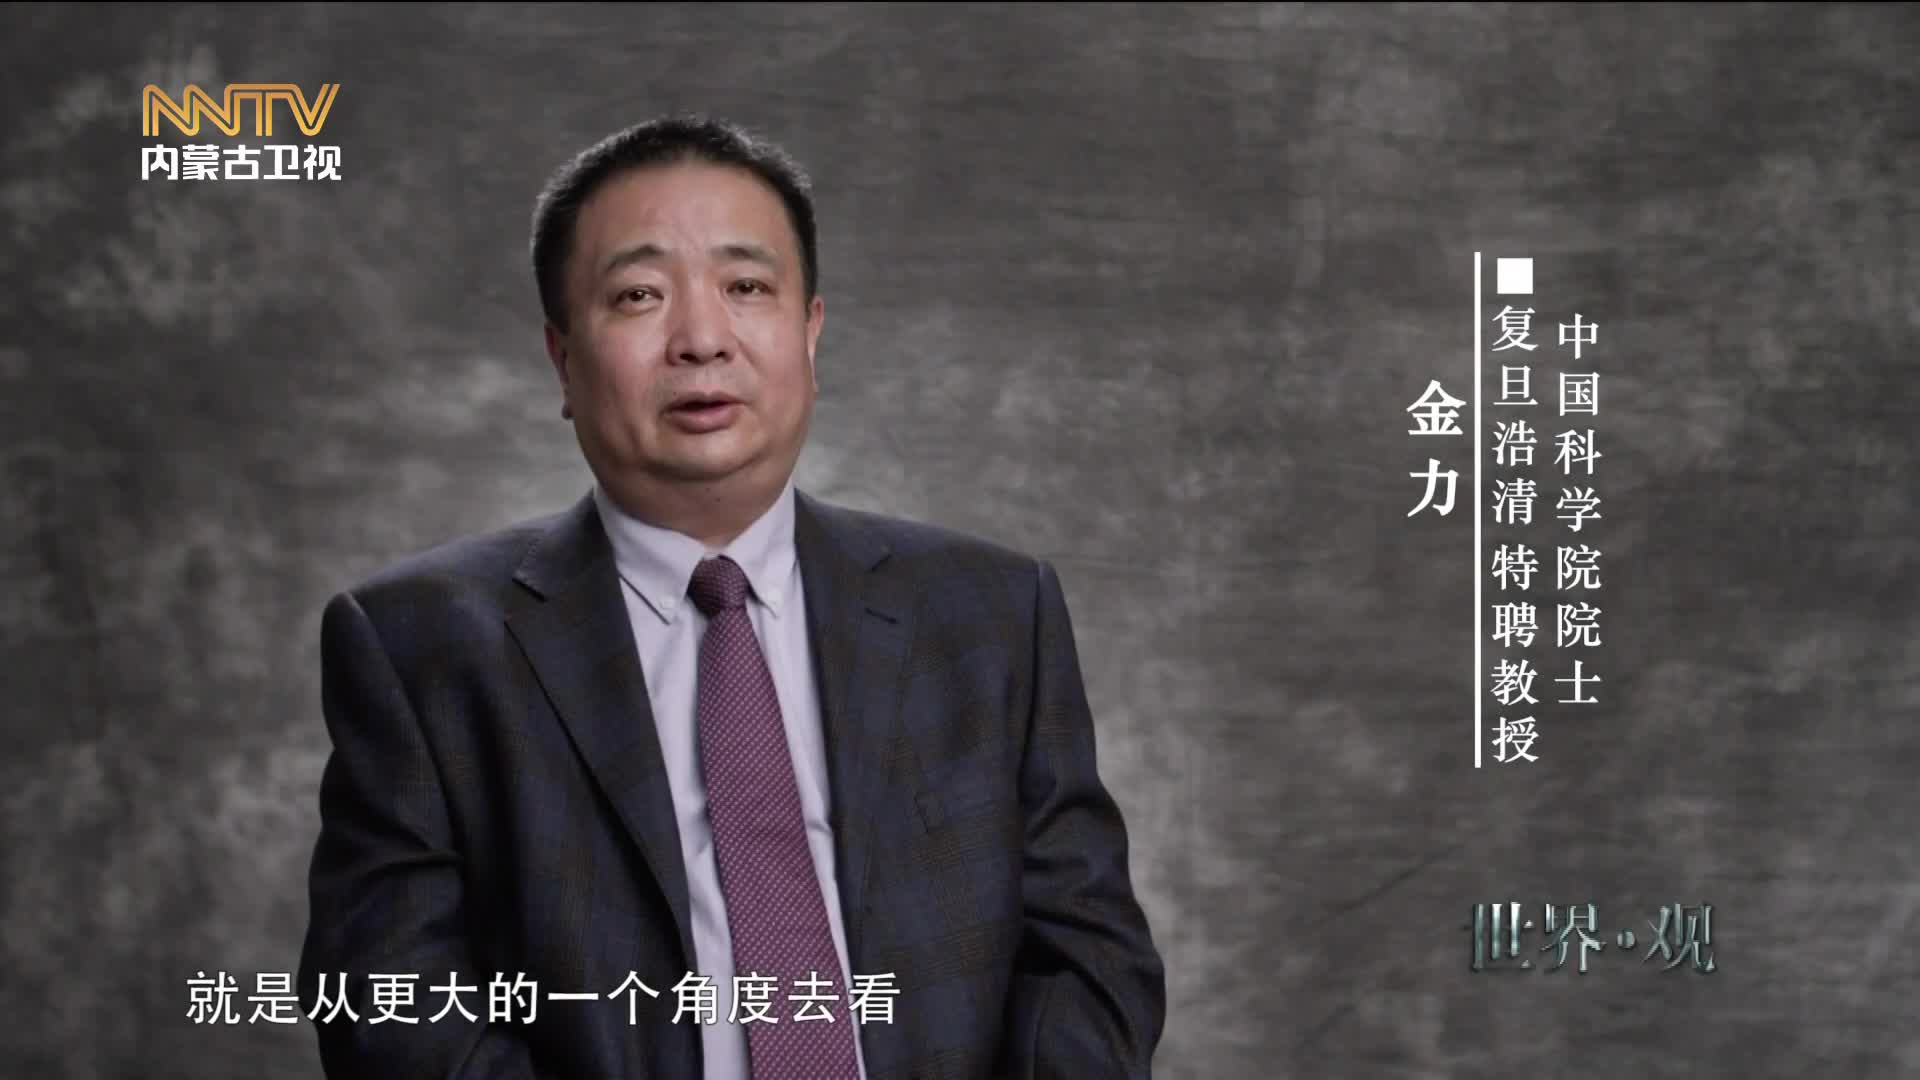 NNTV
内蒙古卫视
中国科学院院士
■复旦浩清特聘教授
金力
世界·观
就是从更大的一个角度去看